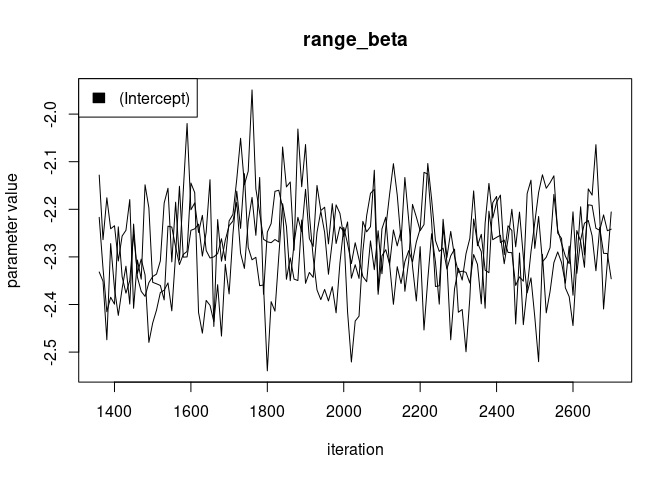 range_beta
(Intercept)
parameter value
-2.0
-2.1
-2.2
-2.3
-2.4
-2.5
1400 1600 1800 2000 2200 2400 2600
iteration